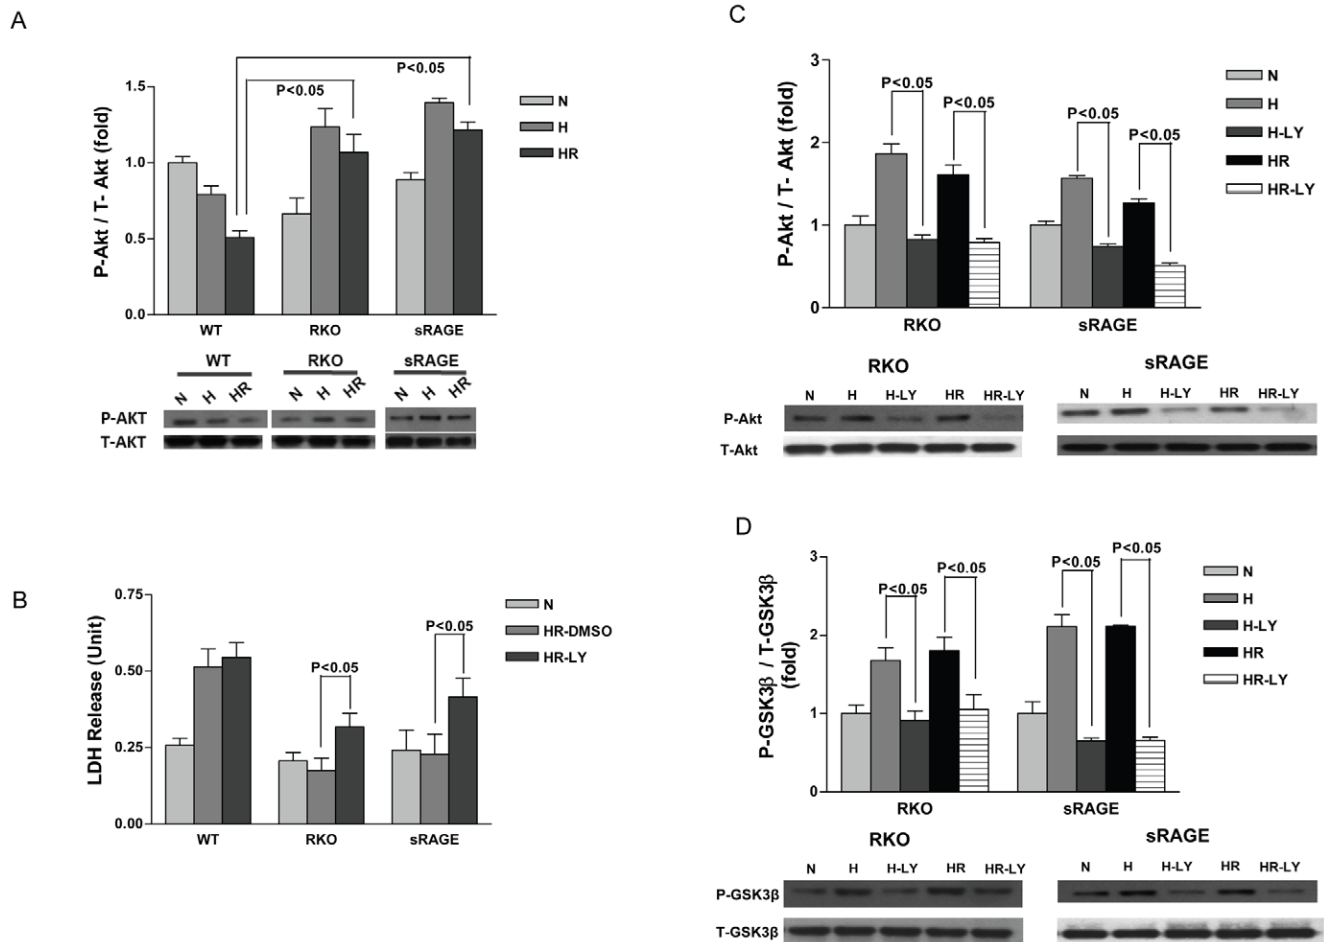 A
P<0.05
P<0.05
1.5
1.0
0.5
0.0
P-Akt / T- Akt (fold)
N
H
HR
WT
RKO
sRAGE
WT
RKO
sRAGE
N
H
HR
N
H
HR
N
H
HR
P-AKT
T-AKT
B
0.75
0.50
0.25
0.00
LDH Release (Unit)
P<0.05
P<0.05
N
HR-DMSO
HR-LY
WT
RKO
sRAGE
C
3
2
1
0
P-Akt / T- Akt (fold)
P<0.05
P<0.05
P<0.05
P<0.05
N
H
H-LY
HR
HR-LY
RKO
sRAGE
RKO
sRAGE
N H H-LY HR HR-LY
N H H-LY HR HR-LY
P-Akt
T-Akt
D
3
2
1
0
P-GSK3β / T-GSK3β
(fold)
P<0.05
P<0.05
P<0.05
P<0.05
N
H
H-LY
HR
HR-LY
RKO
sRAGE
RKO
sRAGE
N H H-LY HR HR-LY
N H H-LY HR HR-LY
P-GSK3β
T-GSK3β